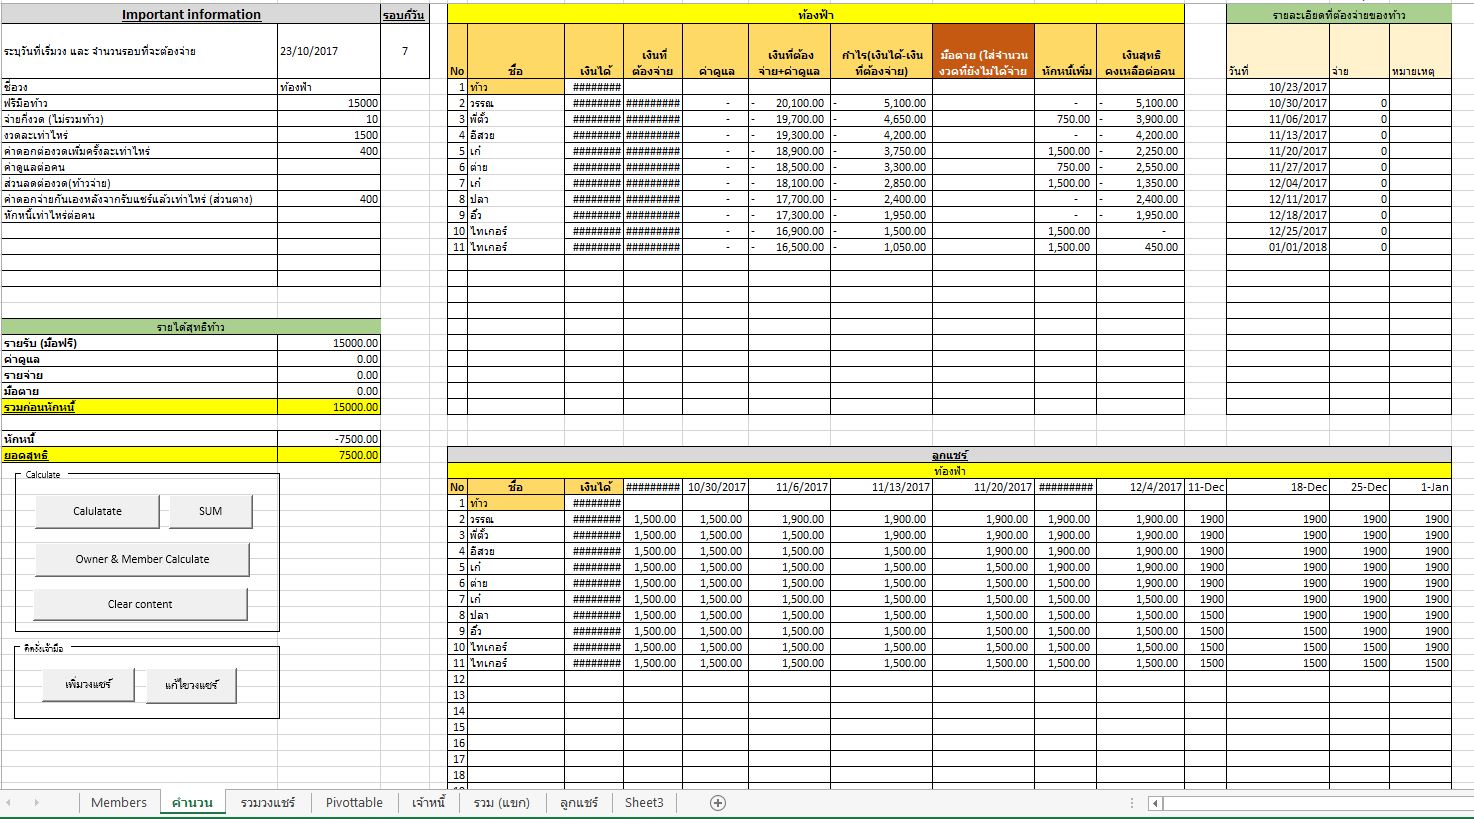 Important information	รอบกี่วัน
ระบุวันที่เริ่มวง และ จำนวนรอบที่จะต้องจ่าย	23/10/2017	7
ชื่อวง	ท้องฟ้า
ฟรีมือท้าว	15000
จ่ายกี่งวด (ไม่รวมท้าว)	10
งวดละเท่าไหร่	1500
ค่าดอกต่องวดเพิ่มครั้งละเท่าไหร่	400
ค่าดูแลต่อคน
ส่วนลดต่องวด(ท้าวจ่าย)
ค่าดอกจ่ายกันเองหลังจากรับแชร์แล้วเท่าไหร่ (ส่วนต่าง)	400
หักหนี้เท่าไหร่ต่อคน
รายได้สุทธิท้าว
รายรับ (มือฟรี)	15000.00
ค่าดูแล	0.00
รายจ่าย	0.00
มือตาย	0.00
รวมก่อนหักหนี้	15000.00
หักหนี้	-7500.00
ยอดสุทธิ	7500.00
Calculate
Calulatate	SUM
Owner & Member Calculate
Clear content
คิดวิ่งเจ้ามือ
เพิ่มวงแชร์	แก้ไขวงแชร์
ท้องฟ้า
No	ชื่อ	เงินได้	เงินที่ต้องจ่าย	ค่าดูแล	เงินที่ต้องจ่าย+ค่าดูแล	กำไร(เงินได้-เงินที่ต้องจ่าย)	มือตาย (ใส่จำนวนงวดที่ยังไม่ได้จ่าย	หักหนี้เพิ่ม	เงินสุทธิคงเหลือต่อคน
1	ท้าว	########
2	วรรณ	########	#########	-	-	20,100.00	-	5,100.00	-	-	5,100.00
3	พี่ติ๋ว	########	#########	-	-	19,700.00	-	4,650.00	750.00	-	3,900.00
4	อิสวย	########	#########	-	-	19,300.00	-	4,200.00	-	-	4,200.00
5	เก๋	########	#########	-	-	18,900.00	-	3,750.00	1,500.00	-	2,250.00
6	ต่าย	########	#########	-	-	18,500.00	-	3,300.00	750.00	-	2,550.00
7	เก๋	########	#########	-	-	18,100.00	-	2,850.00	1,500.00	-	1,350.00
8	ปลา	########	#########	-	-	17,700.00	-	2,400.00	-	-	2,400.00
9	อิ๋ว	########	#########	-	-	17,300.00	-	1,950.00	-	-	1,950.00
10	ไทเกอร์	########	#########	-	-	16,900.00	-	1,500.00	1,500.00	-
11	ไทเกอร์	########	#########	-	-	16,500.00	-	1,050.00	1,500.00	450.00
รายละเอียดที่ต้องจ่ายของท้าว
วันที่	จ่าย	หมายเหตุ
10/23/2017
10/30/2017	0
11/06/2017	0
11/13/2017	0
11/20/2017	0
11/27/2017	0
12/04/2017	0
12/11/2017	0
12/18/2017	0
12/25/2017	0
01/01/2018	0
ลูกแชร์
ท้องฟ้า
No	ชื่อ	เงินได้	#########	10/30/2017	11/6/2017	11/13/2017	11/20/2017	#########	12/4/2017	11-Dec	18-Dec	25-Dec	1-Jan
1	ท้าว	########
2	วรรณ	########	1,500.00	1,500.00	1,900.00	1,900.00	1,900.00	1,900.00	1,900.00	1900	1900	1900	1900
3	พี่ติ๋ว	########	1,500.00	1,500.00	1,500.00	1,900.00	1,900.00	1,900.00	1,900.00	1900	1900	1900	1900
4	อิสวย	########	1,500.00	1,500.00	1,500.00	1,500.00	1,900.00	1,900.00	1,900.00	1900	1900	1900	1900
5	เก๋	########	1,500.00	1,500.00	1,500.00	1,500.00	1,500.00	1,900.00	1,900.00	1900	1900	1900	1900
6	ต่าย	########	1,500.00	1,500.00	1,500.00	1,500.00	1,500.00	1,500.00	1,900.00	1900	1900	1900	1900
7	เก๋	########	1,500.00	1,500.00	1,500.00	1,500.00	1,500.00	1,500.00	1,500.00	1900	1900	1900	1900
8	ปลา	########	1,500.00	1,500.00	1,500.00	1,500.00	1,500.00	1,500.00	1,500.00	1500	1900	1900	1900
9	อิ๋ว	########	1,500.00	1,500.00	1,500.00	1,500.00	1,500.00	1,500.00	1,500.00	1500	1500	1900	1900
10	ไทเกอร์	########	1,500.00	1,500.00	1,500.00	1,500.00	1,500.00	1,500.00	1,500.00	1500	1500	1500	1900
11	ไทเกอร์	########	1,500.00	1,500.00	1,500.00	1,500.00	1,500.00	1,500.00	1,500.00	1500	1500	1500	1500
12
13
14
15
16
17
18
Members	คำนวน	รวมวงแชร์	Pivottable	เจ้าหนี้	รวม (แขก)	ลูกแชร์	Sheet3